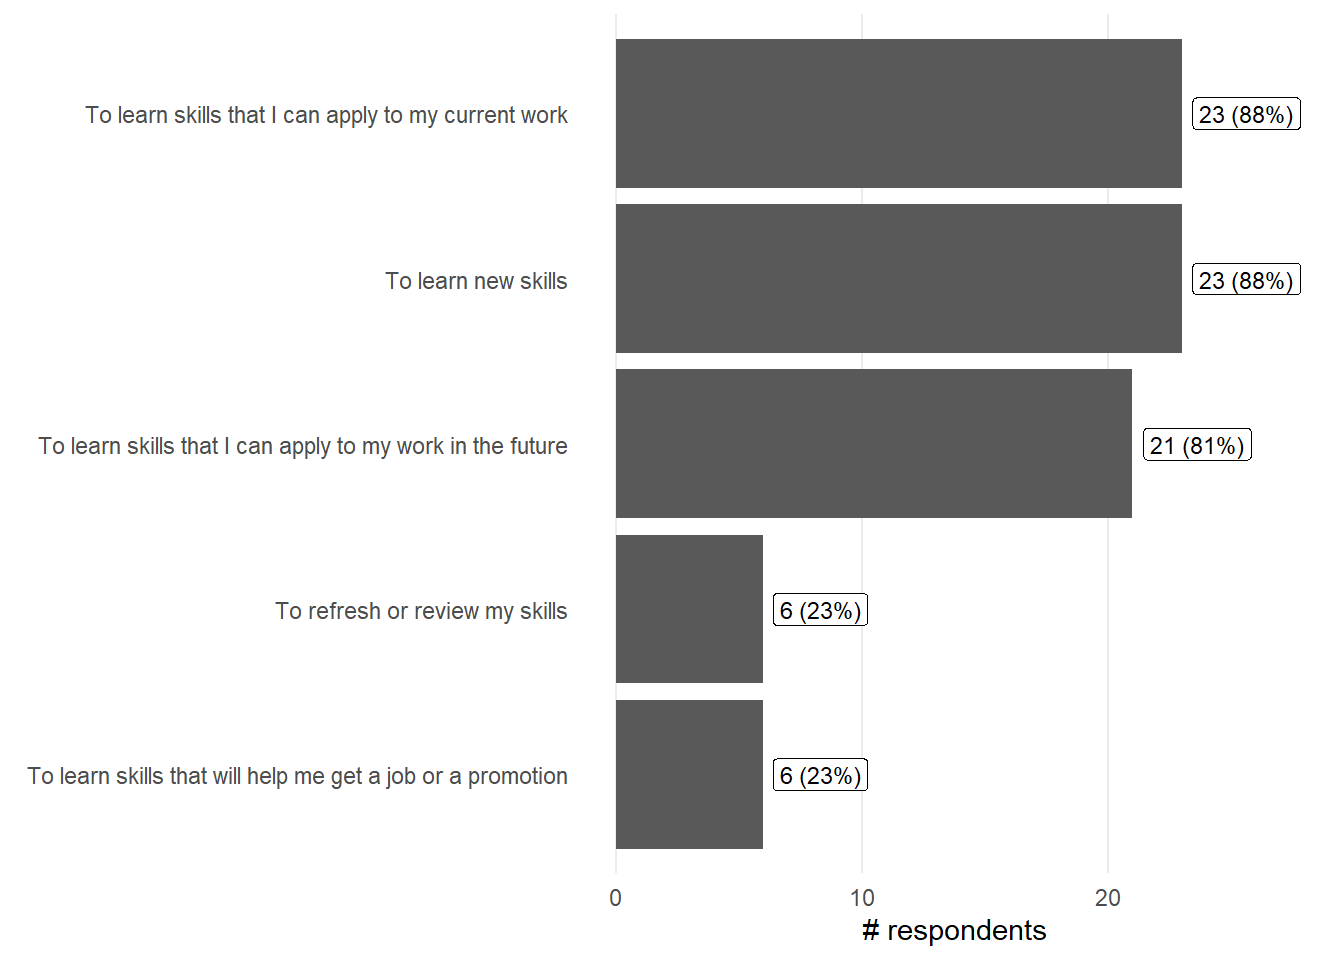 To learn skills that I can apply to my current work
23 (88%)
To learn new skills
23 (88%)
To learn skills that I can apply to my work in the future
21 (81%)
To refresh or review my skills
6 (23%)
To learn skills that will help me get a job or a promotion
6 (23%)
0 10 20
# respondents